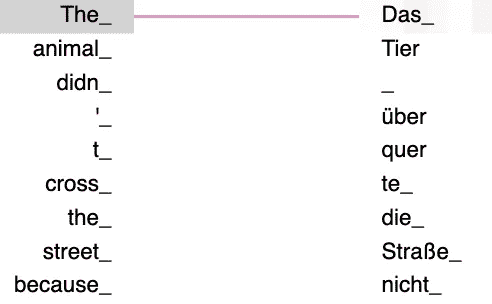 The_ Das_
animal_ Tier
didn_ _
'_ über
t_ quer
cross_ te_
the_ die_
street_ Straße_
because_ nicht_